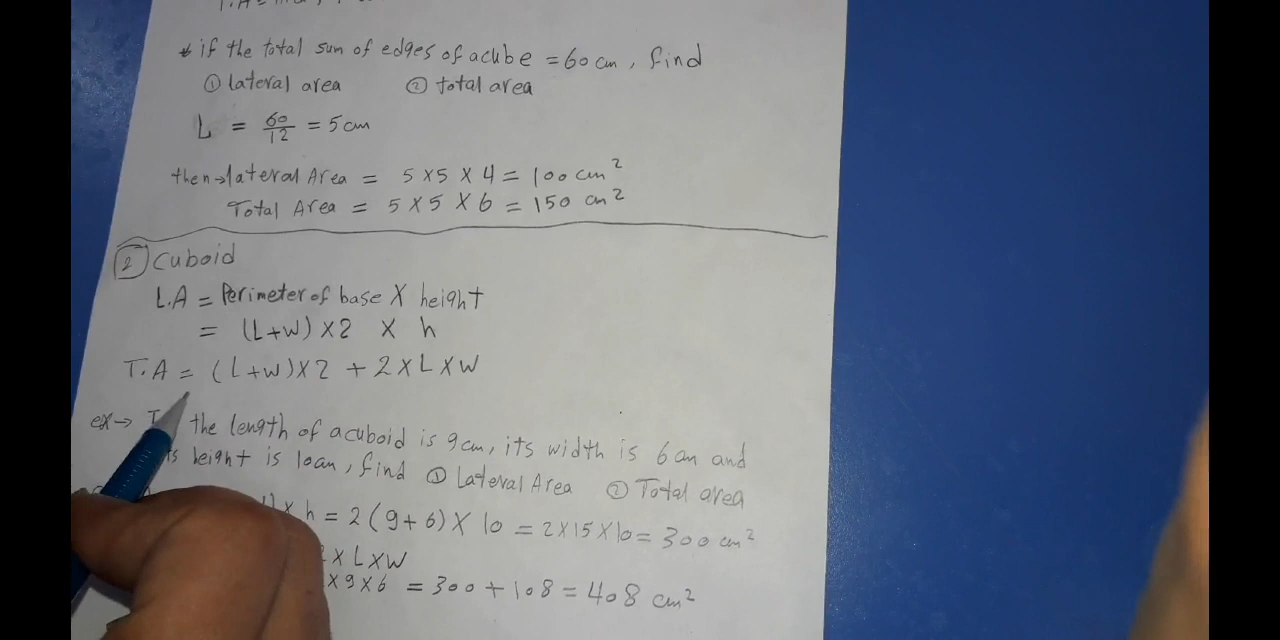 * if the total sum of edges of acube = 60 cm, find
① lateral area ② total area
L = 60/12 = 5 cm
then→lateral Area = 5 × 5 × 4 = 100 cm²
Total Area = 5 × 5 × 6 = 150 cm²
2 Cuboid
L.A = Perimeter of base X height
= (L+W) × 2 × h
T.A = (L+W) × 2 + 2 × L × W
ex → the length of acuboid is 9 cm, its width is 6 cm and
height is 10cm, find ① Lateral Area ② Total area
× h = 2 (9+6) × 10 = 2 × 15 × 10 = 300 cm²
× L × W
× 9 × 6 = 300 + 108 = 408 cm²